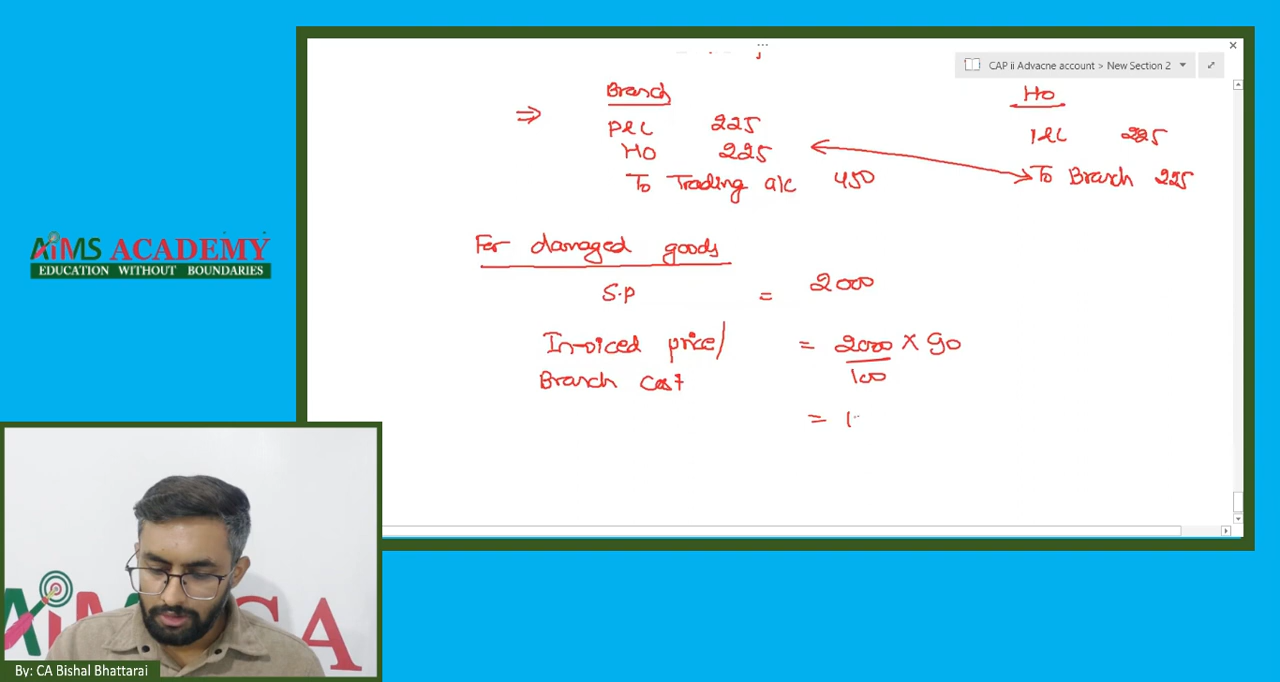 CAP ii Advacne account > New Section 2
Branch
HO
⇒
P&L 225
P&L 225
HO 225
To Trading a/c 450
To Branch 225
For damaged goods
S.P = 2000
Invoiced price/ = 2000 × 90
Branch cost 100
= 1
AiMS ACADEMY
EDUCATION WITHOUT BOUNDARIES
CA
By: CA Bishal Bhattarai